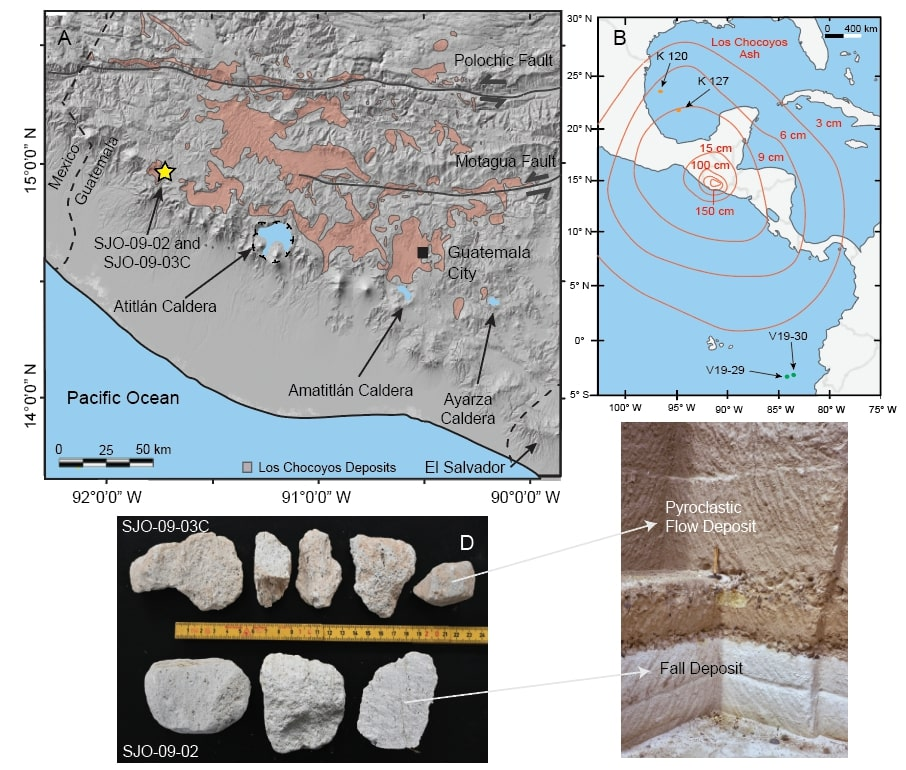 A
Polochic Fault
Mexico
Guatemala
Motagua Fault
SJO-09-02 and
SJO-09-03C
Guatemala
City
Atitlán Caldera
Amatitlán Caldera
Ayarza
Caldera
Pacific Ocean
0 25 50 km
Los Chocoyos Deposits
El Salvador
15°0'0" N
14°0'0" N
92°0'0" W
91°0'0" W
90°0'0" W
B
0 400 km
Los Chocoyos
Ash
K 120
K 127
3 cm
6 cm
9 cm
15 cm
100 cm
150 cm
V19-30
V19-29
30° N
25° N
20° N
15° N
5° N
0°
5° S
100° W
95° W
90° W
85° W
80° W
75° W
SJO-09-03C
D
SJO-09-02
Pyroclastic
Flow Deposit
Fall Deposit